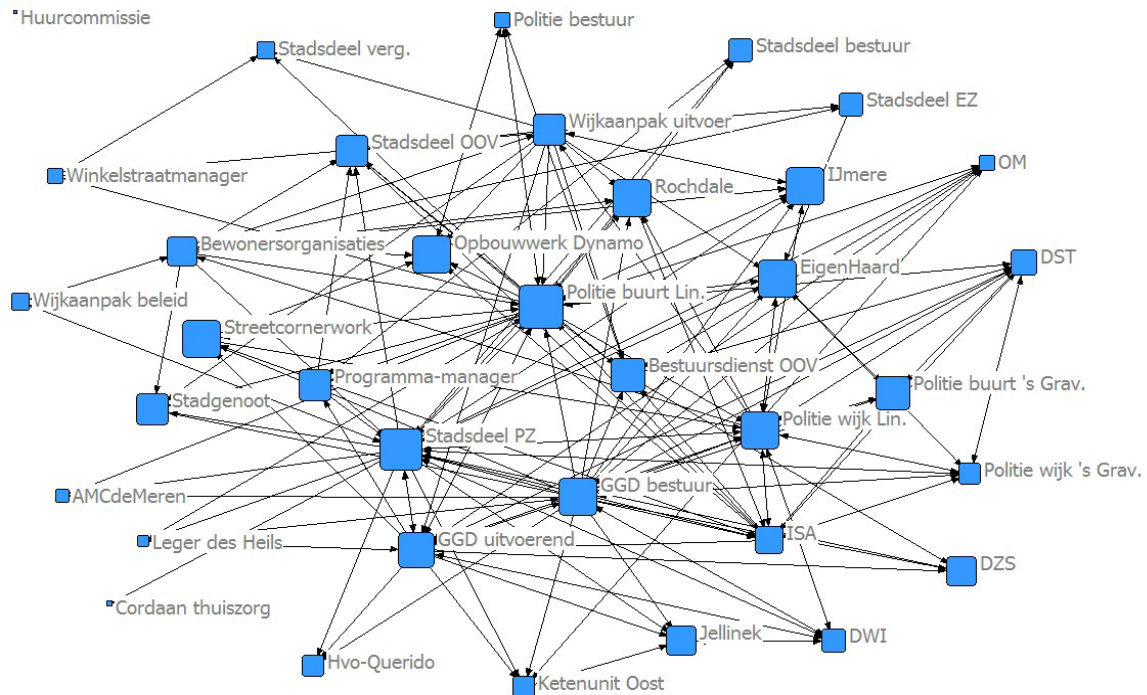 Huurcommissie
Politie bestuur
Stadsdeel verg.
Stadsdeel bestuur
Stadsdeel EZ
Wijkaanpak uitvoer
Stadsdeel OOV
OM
Winkelstraatmanager
IJmere
Rochdale
Bewonersorganisaties
Opbouwwerk Dynamo
EigenHaard
DST
Politie buurt Lin.
Wijkaanpak beleid
Streetcornerwork
Bestuursdienst OOV
Programma-manager
Politie buurt 's Grav.
Stadgenoot
Politie wijk Lin.
Stadsdeel PZ
Politie wijk 's Grav.
GGD bestuur
AMCdeMeren
ISA
Leger des Heils
GGD uitvoerend
DZS
Cordaan thuiszorg
Jellinek
DWI
Hvo-Querido
Ketenunit Oost